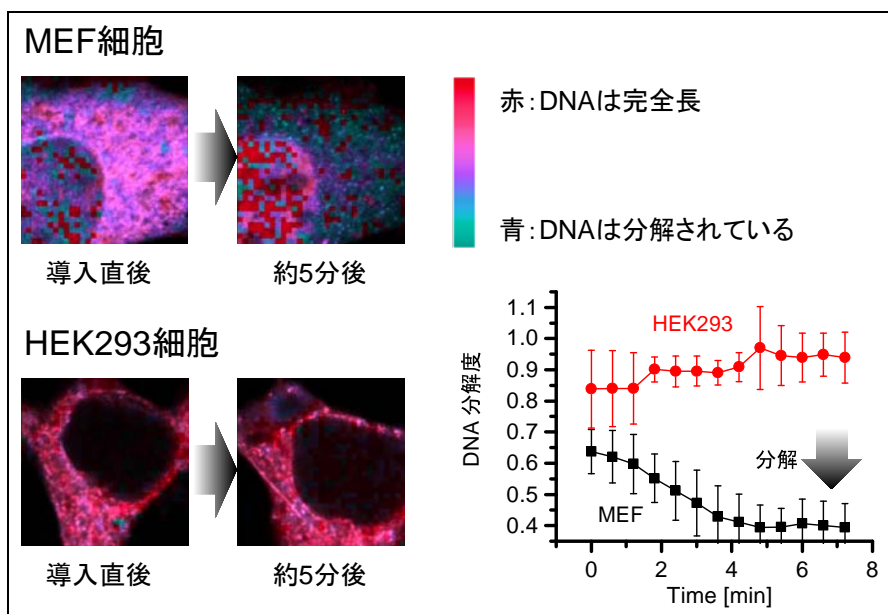 MEF細胞
導入直後
約5分後
赤：DNAは完全長
青：DNAは分解されている
HEK293細胞
導入直後
約5分後
DNA 分解度
1.1
1.0
0.9
0.8
0.7
0.6
0.5
0.4
HEK293
分解
MEF
0 2 4 6 8
Time [min]